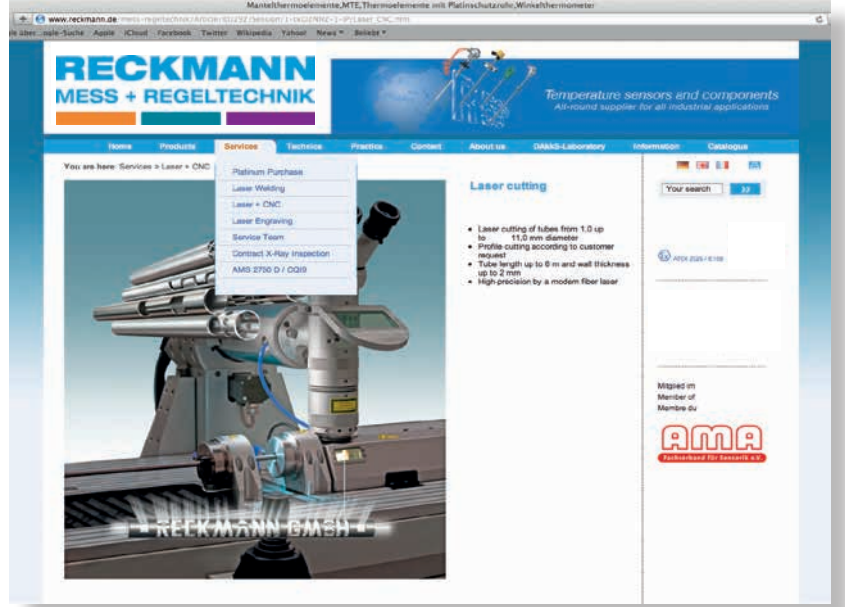 Mantelthermoelemente,MTE,Thermoelemente mit Platinschutzrohr,Winkelthermometer
www.reckmann.de
Apple iCloud Facebook Twitter Wikipedia Yahoo! News Beliebt
RECKMANN
MESS + REGELTECHNIK
Temperature sensors and components
All-round supplier for all industrial applications
Home Products Services Technics Practice Contact About us DAkkS-Laboratory Information Catalogue
You are here: Services > Laser + CNC
Platinum Purchase
Laser Welding
Laser + CNC
Laser Engraving
Service Team
Contract X-Ray Inspection
AMS 2750 D / CQI9
Laser cutting
• Laser cutting of tubes from 1,0 up
to 11,0 mm diameter
• Profile cutting according to customer
request
• Tube length up to 6 m and wall thickness
up to 2 mm
• High precision by a modern fiber laser
Your search >>
Mitglied im
Member of
Membre du
AMA
Fachverband für Sensorik e.V.
RECKMANN GMBH